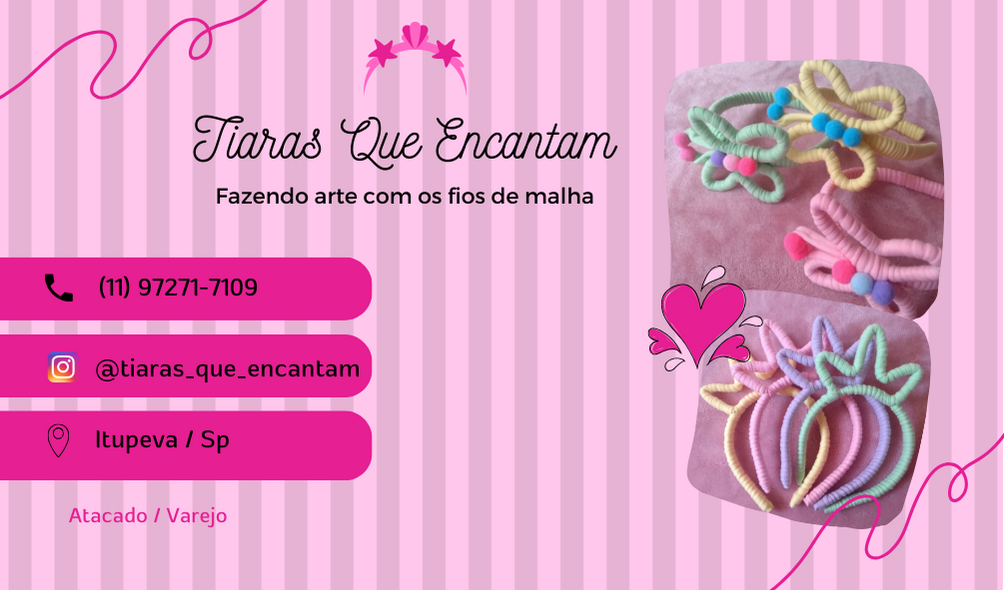 Tiaras Que Encantam
Fazendo arte com os fios de malha
(11) 97271-7109
@tiaras_que_encantam
Itupeva / Sp
Atacado / Varejo